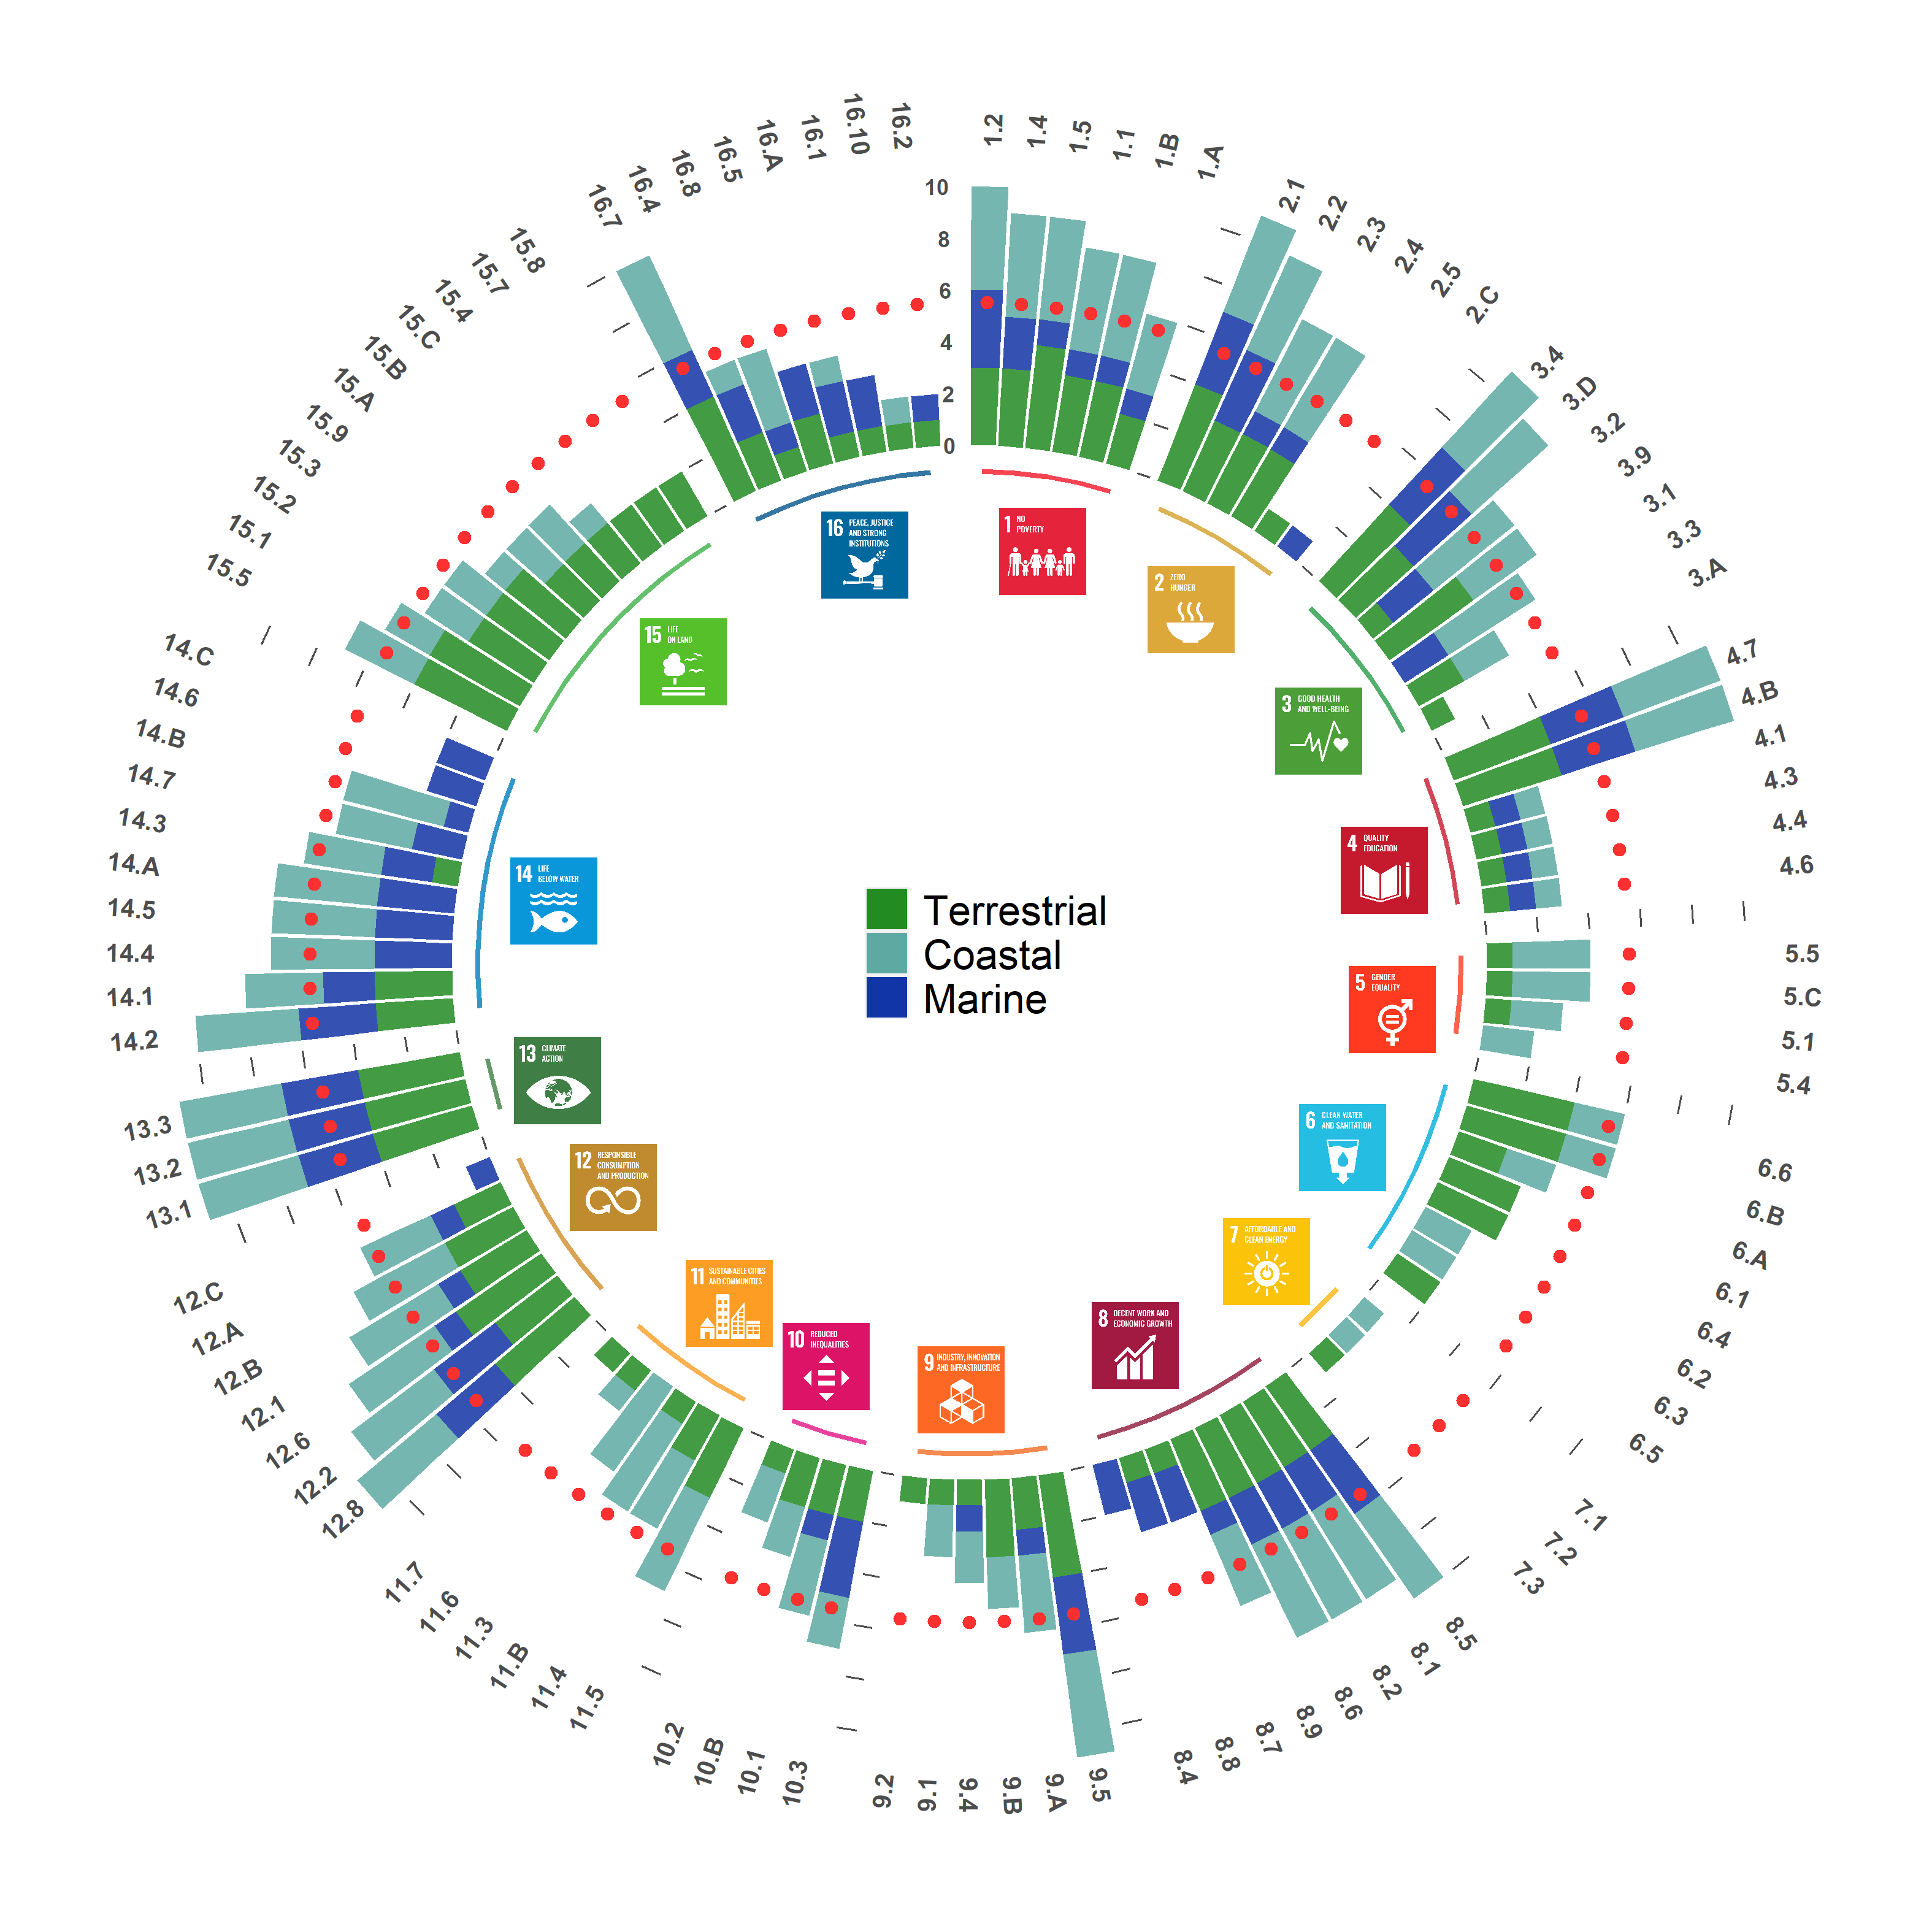 1.2
1.4
1.5
1.1
1.B
1.A
2.1
2.2
2.3
2.4
2.5
2.C
3.4
3.D
3.2
3.9
3.1
3.3
3.A
4.7
4.B
4.1
4.3
4.4
4.6
5.5
5.C
5.1
5.4
6.6
6.B
6.A
6.1
6.4
6.2
6.3
6.5
7.1
7.2
7.3
8.5
8.1
8.2
8.6
8.9
8.7
8.8
8.4
9.5
9.A
9.B
9.4
9.1
9.2
10.3
10.1
10.B
10.2
11.5
11.4
11.B
11.3
11.6
11.7
12.8
12.2
12.6
12.1
12.B
12.A
12.C
13.1
13.2
13.3
14.2
14.1
14.4
14.5
14.A
14.3
14.7
14.B
14.6
14.C
15.5
15.1
15.2
15.3
15.9
15.A
15.B
15.C
15.4
15.7
15.8
16.7
16.4
16.8
16.5
16.A
16.1
16.10
16.2
10
8
6
4
2
0
1 NO
POVERTY
2 ZERO
HUNGER
3 GOOD HEALTH
AND WELL-BEING
4 QUALITY
EDUCATION
5 GENDER
EQUALITY
6 CLEAN WATER
AND SANITATION
7 AFFORDABLE AND
CLEAN ENERGY
8 DECENT WORK AND
ECONOMIC GROWTH
9 INDUSTRY, INNOVATION
AND INFRASTRUCTURE
10 REDUCED
INEQUALITIES
11 SUSTAINABLE CITIES
AND COMMUNITIES
12 RESPONSIBLE
CONSUMPTION
AND PRODUCTION
13 CLIMATE
ACTION
14 LIFE
BELOW WATER
15 LIFE
ON LAND
16 PEACE, JUSTICE
AND STRONG
INSTITUTIONS
Terrestrial
Coastal
Marine